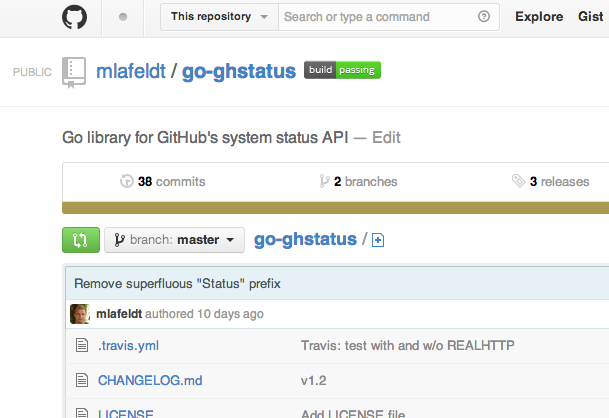 This repository Search or type a command Explore Gist
PUBLIC mlafeldt / go-ghstatus build passing
Go library for GitHub's system status API — Edit
38 commits 2 branches 3 releases
branch: master go-ghstatus /
Remove superfluous "Status" prefix
mlafeldt authored 10 days ago
.travis.yml Travis: test with and w/o REALHTTP
CHANGELOG.md v1.2
LICENSE Add LICENSE file